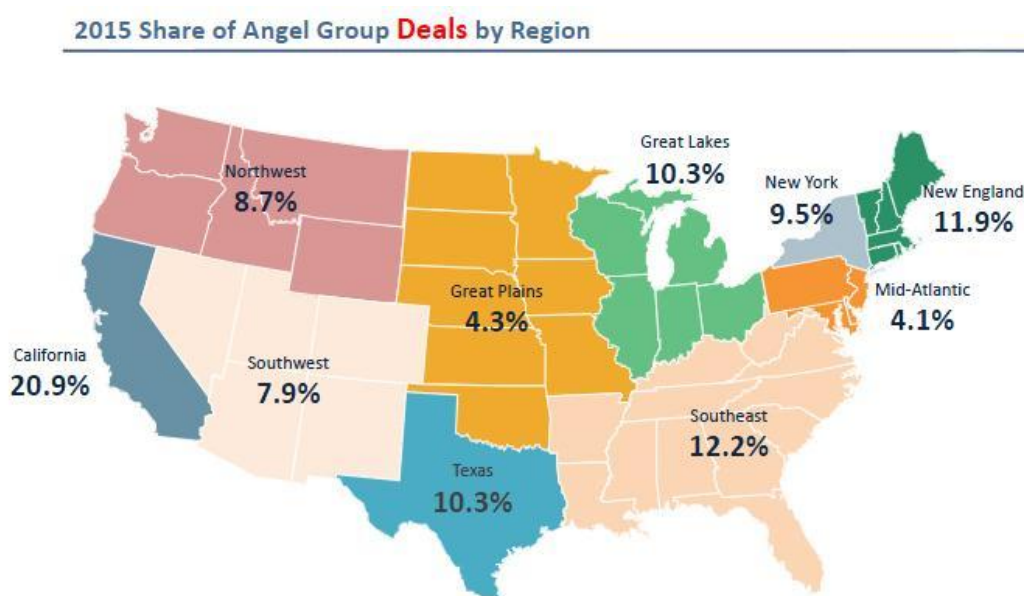 2015 Share of Angel Group Deals by Region
Great Lakes
10.3%
Northwest
8.7%
New York
9.5%
New England
11.9%
Great Plains
4.3%
Mid-Atlantic
4.1%
California
20.9%
Southwest
7.9%
Southeast
12.2%
Texas
10.3%